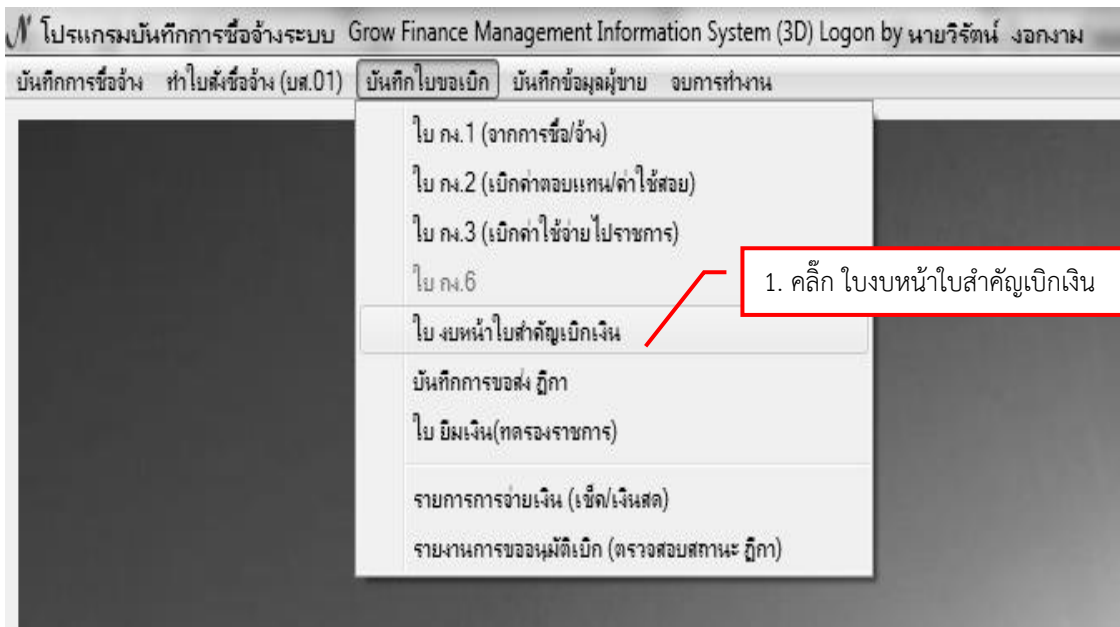 โปรแกรมบันทึกการซื้อจ้างระบบ Grow Finance Management Information System (3D) Logon by นายวิรัตน์ งอกงาม
บันทึกการซื้อจ้าง ทำใบสั่งซื้อจ้าง (บส.01) บันทึกใบขอเบิก บันทึกข้อมูลผู้ขาย จบการทำงาน
ใบ กง.1 (จากการซื้อ/จ้าง)
ใบ กง.2 (เบิกค่าตอบแทน/ค่าใช้สอย)
ใบ กง.3 (เบิกค่าใช้จ่ายไปราชการ)
ใบ กง.6
1. คลิ๊ก ใบงบหน้าใบสำคัญเบิกเงิน
ใบ งบหน้าใบสำคัญเบิกเงิน
บันทึกการขอส่ง ฎีกา
ใบ ยืมเงิน(ทดรองราชการ)
รายการการจ่ายเงิน (เช็ค/เงินสด)
รายงานการขออนุมัติเบิก (ตรวจสอบสถานะ ฎีกา)